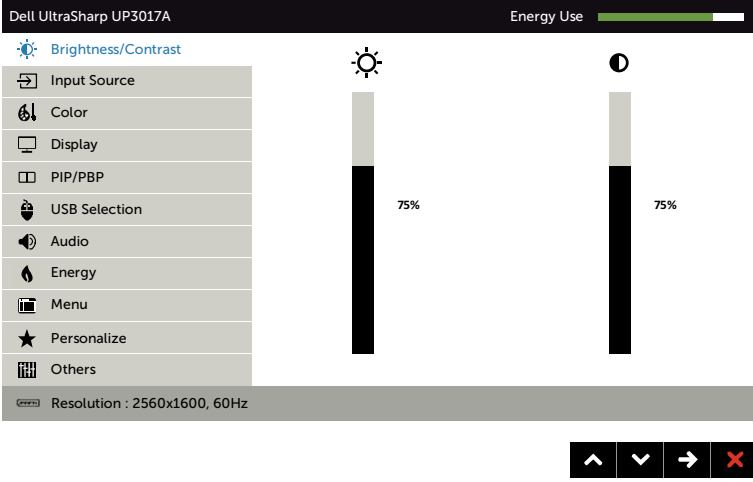 Dell UltraSharp UP3017A
Energy Use
Brightness/Contrast
Input Source
Color
Display
PIP/PBP
USB Selection
Audio
Energy
Menu
Personalize
Others
75%
75%
Resolution : 2560x1600, 60Hz